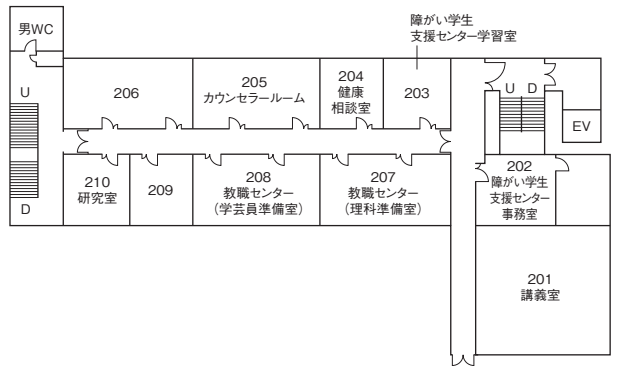 障がい学生
支援センター学習室
男WC
U
206
205
カウンセラールーム
204
健康
相談室
203
U D
EV
210
研究室
209
208
教職センター
（学芸員準備室）
207
教職センター
（理科準備室）
202
障がい学生
支援センター
事務室
D
201
講義室